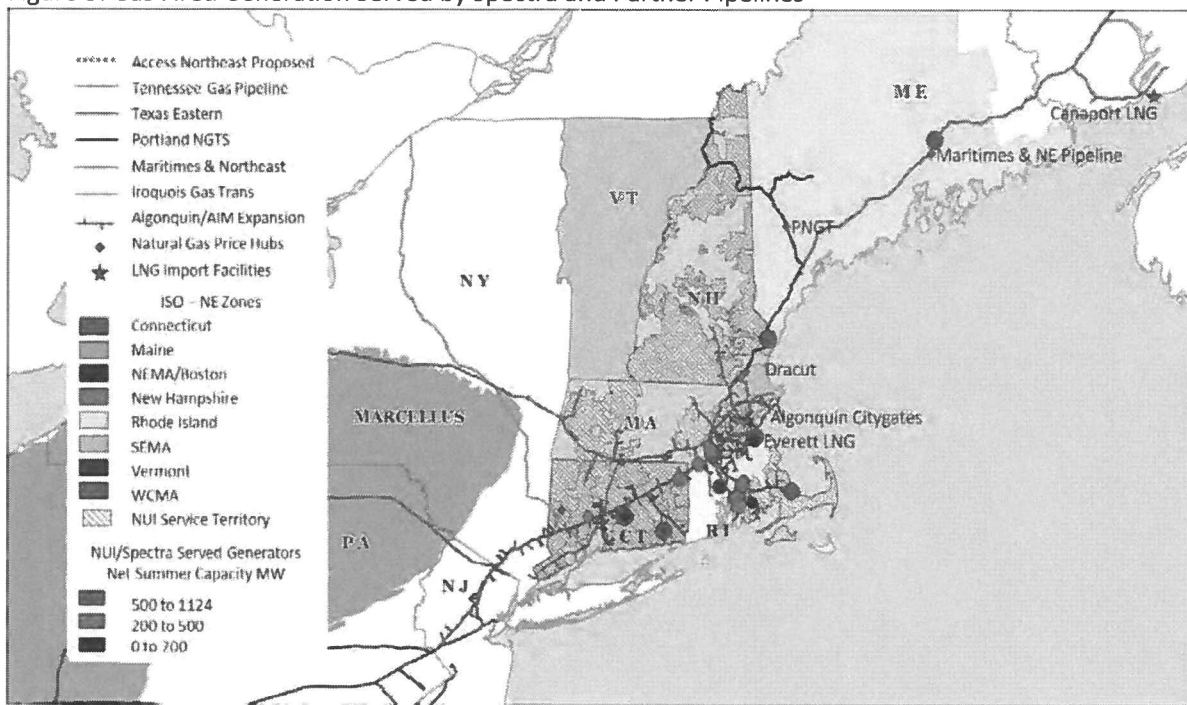 Access Northeast Proposed
Tennessee Gas Pipeline
Texas Eastern
Portland NGTS
Maritimes & Northeast
Iroquois Gas Trans
Algonquin/AIM Expansion
Natural Gas Price Hubs
LNG Import Facilities
ISO - NE Zones
Connecticut
Maine
NEMA/Boston
New Hampshire
Rhode Island
SEMA
Vermont
WCMA
NUI Service Territory
NUI/Spectra Served Generators
Net Summer Capacity MW
500 to 1124
200 to 500
0 to 200
ME
Canaport LNG
Maritimes & NE Pipeline
VT
PNGT
NY
NH
Dracut
MARCELLUS
MA
Algonquin Citygates
Everett LNG
PA
CT
RI
NJ